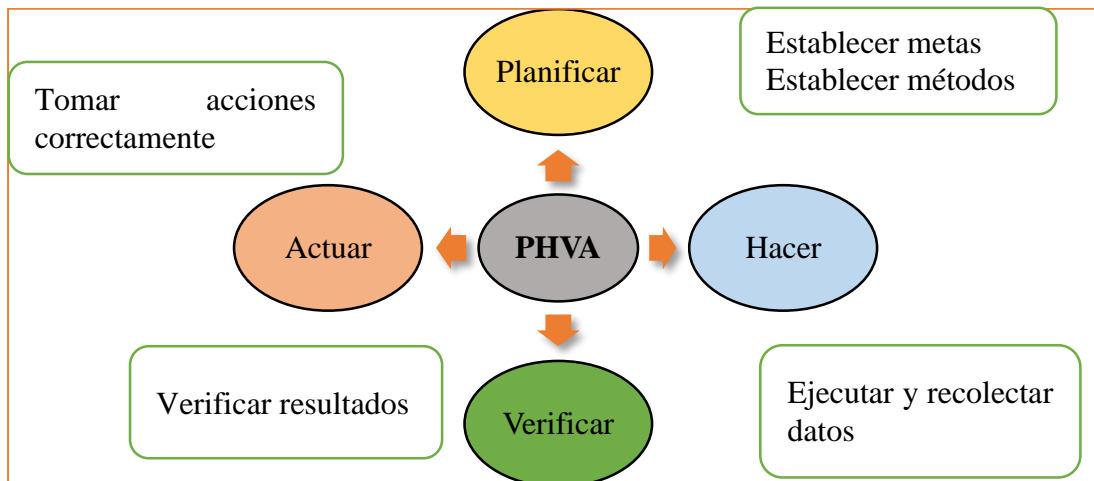 Planificar
Establecer metas
Establecer métodos
Tomar acciones
correctamente
Actuar
PHVA
Hacer
Verificar resultados
Verificar
Ejecutar y recolectar
datos